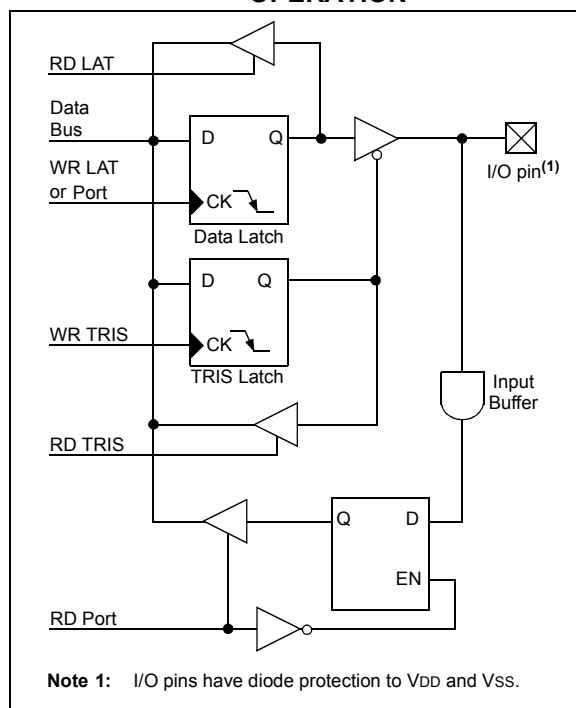 OPERATION
RD LAT
Data
Bus
D Q
WR LAT
or Port
CK
Data Latch
I/O pin(1)
D Q
WR TRIS
CK
TRIS Latch
Input
Buffer
RD TRIS
Q D
EN
RD Port
Note 1: I/O pins have diode protection to VDD and VSS.